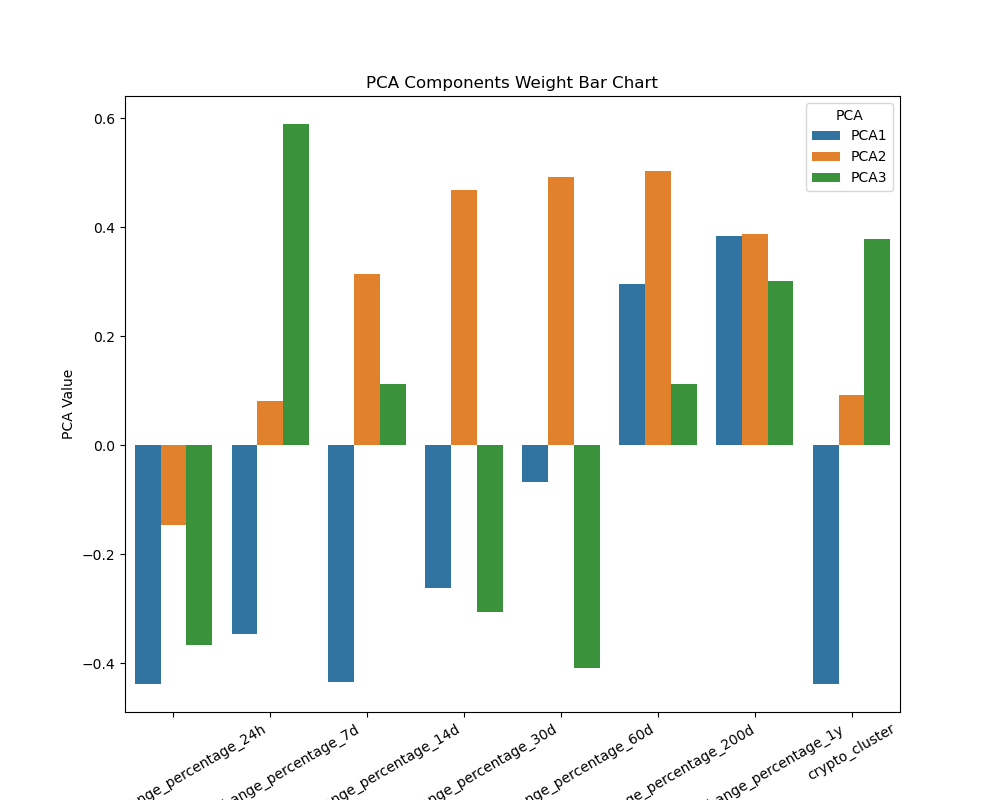 PCA Components Weight Bar Chart
PCA
PCA1
PCA2
PCA3
PCA Value
0.6
0.4
0.2
0.0
−0.2
−0.4
nge_percentage_24h
ange_percentage_7d
nge_percentage_14d
nge_percentage_30d
nge_percentage_60d
ge_percentage_200d
hange_percentage_1y
crypto_cluster